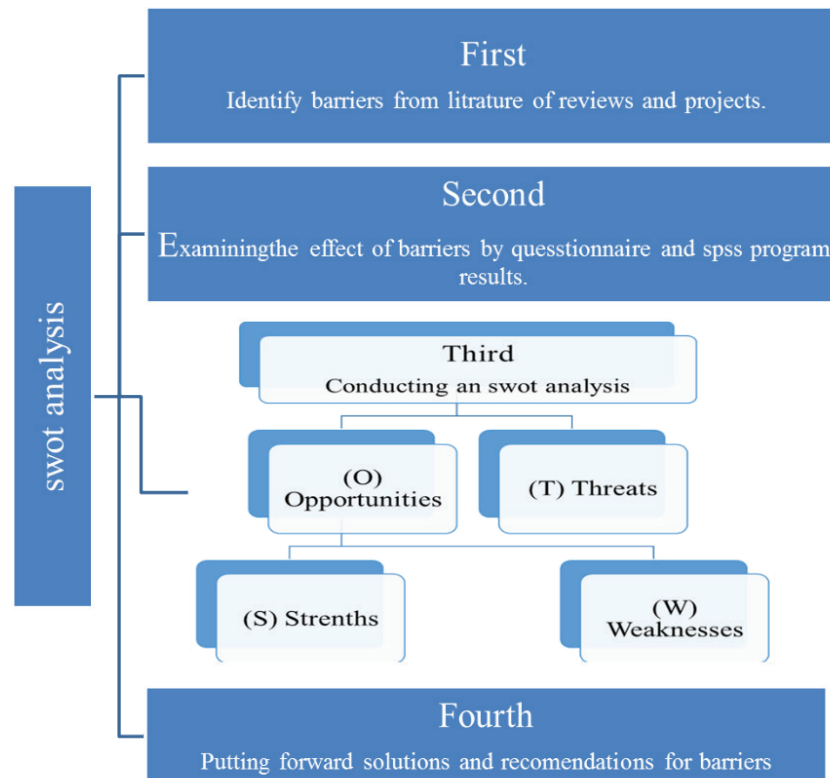 swot analysis
First
Identify barriers from litrature of reviews and projects.
Second
Examiningthe effect of barriers by quesstionnaire and spss program
results.
Third
Conducting an swot analysis
(O)
Opportunities
(T) Threats
(S) Strenths
(W)
Weaknesses
Fourth
Putting forward solutions and recomendations for barriers